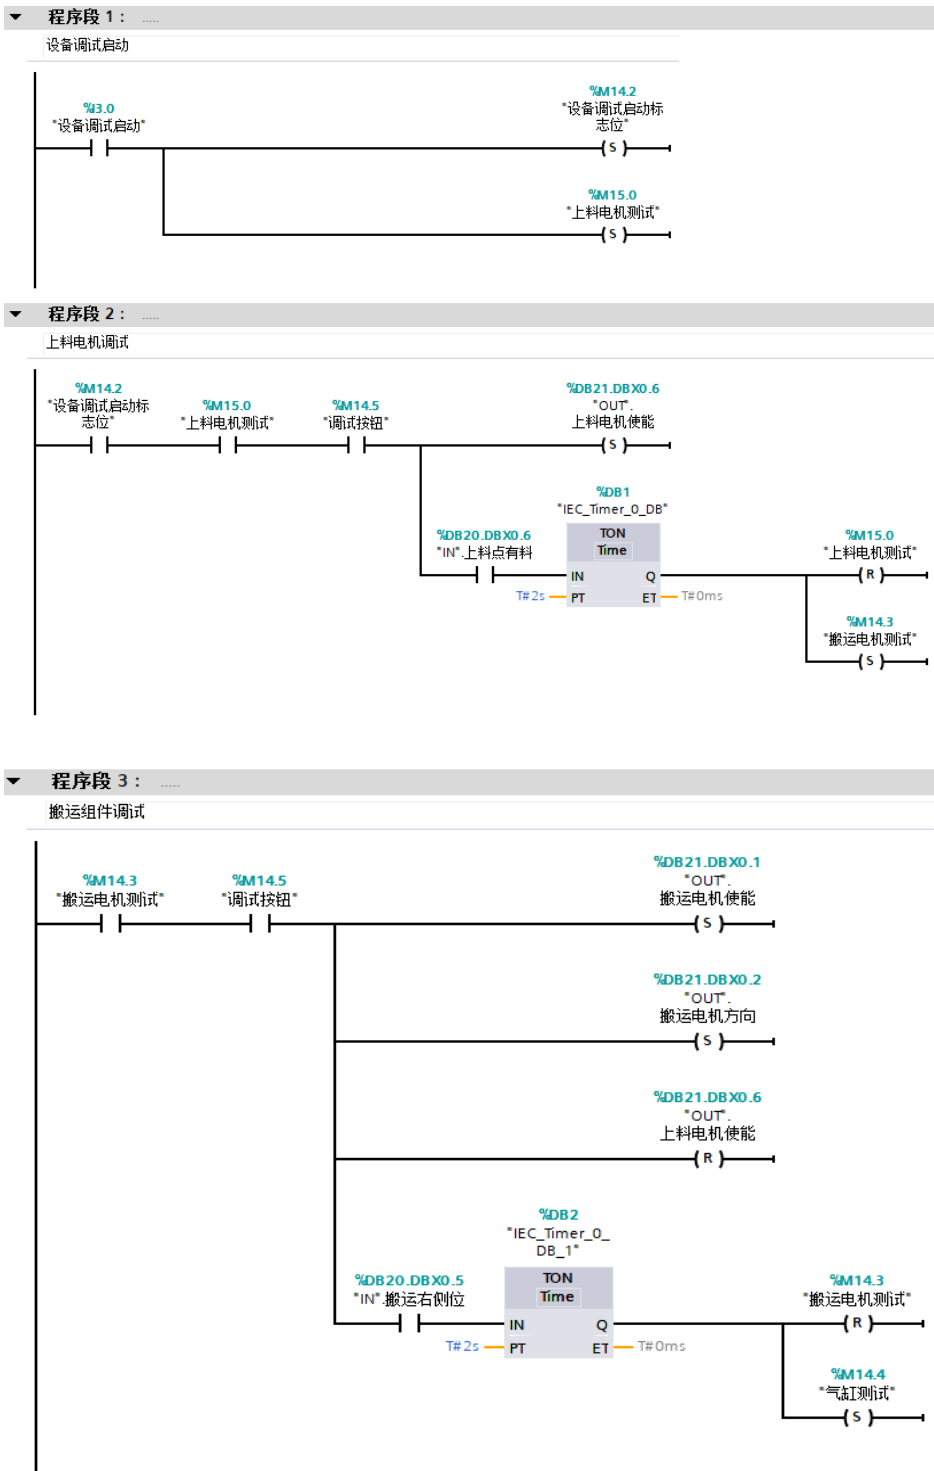 程序段 1： .....
设备调试启动
%I3.0
"设备调试启动"
%M14.2
"设备调试启动标
志位"
S
%M15.0
"上料电机测试"
S
程序段 2： .....
上料电机调试
%M14.2
"设备调试启动标
志位"
%M15.0
"上料电机测试"
%M14.5
"调试按钮"
%DB21.DBX0.6
"OUT".
上料电机使能
S
%DB1
"IEC_Timer_0_DB"
%DB20.DBX0.6
"IN".上料点有料
TON
Time
IN Q
T#2s PT ET T#0ms
%M15.0
"上料电机测试"
R
%M14.3
"搬运电机测试"
S
程序段 3： .....
搬运组件调试
%M14.3
"搬运电机测试"
%M14.5
"调试按钮"
%DB21.DBX0.1
"OUT".
搬运电机使能
S
%DB21.DBX0.2
"OUT".
搬运电机方向
S
%DB21.DBX0.6
"OUT".
上料电机使能
R
%DB2
"IEC_Timer_0_
DB_1"
%DB20.DBX0.5
"IN".搬运右侧位
TON
Time
IN Q
T#2s PT ET T#0ms
%M14.3
"搬运电机测试"
R
%M14.4
"气缸测试"
S